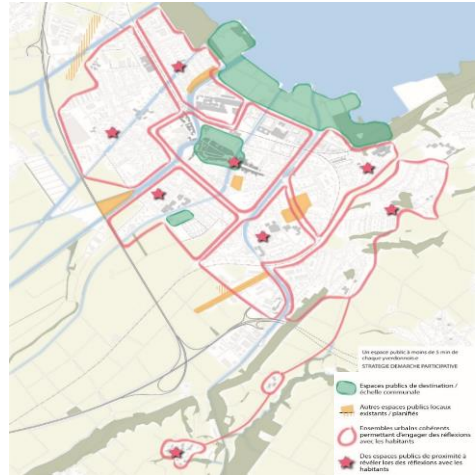 Un espace public à moins de 5 min de
chaque yverdonnois·e
STRATEGIE DEMARCHE PARTICIPATIVE
Espaces publics de destination /
échelle communale
Autres espaces publics locaux
existants / planifiés
Ensembles urbains cohérents
permettant d'engager des réflexions
avec les habitants
Des espaces publics de proximité à
révéler lors des réflexions avec les
habitants